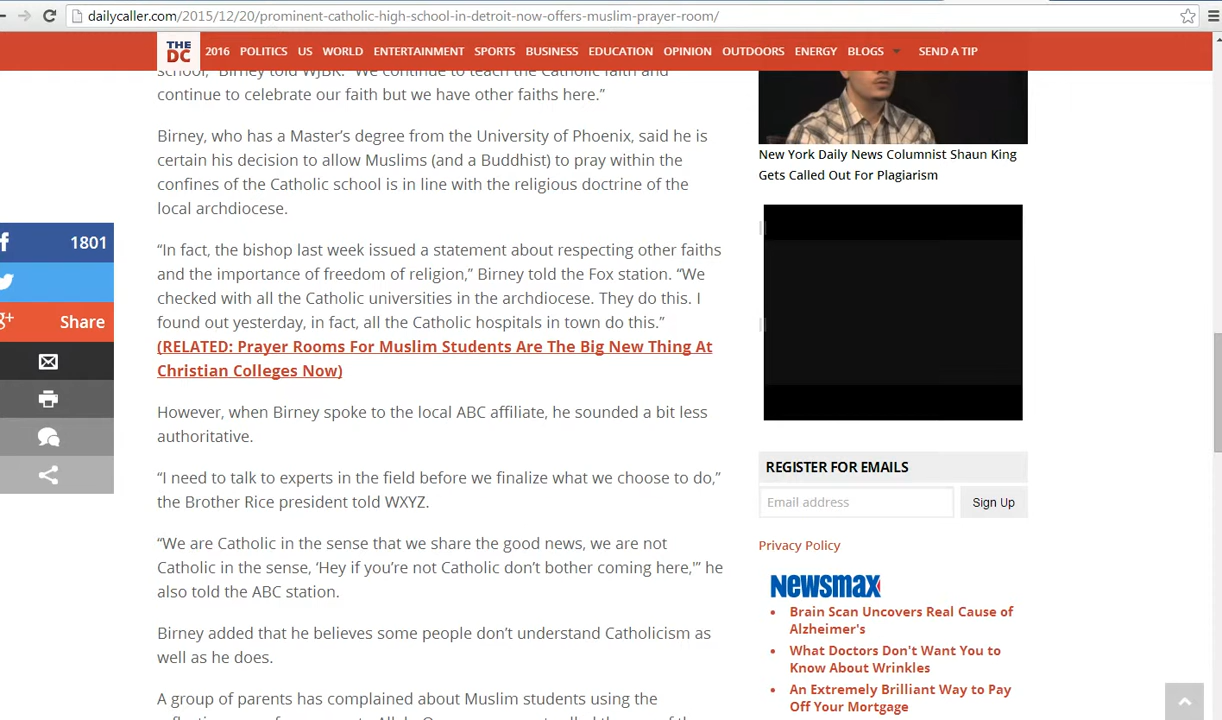 dailycaller.com/2015/12/20/prominent-catholic-high-school-in-detroit-now-offers-muslim-prayer-room/
THE DC
2016 POLITICS US WORLD ENTERTAINMENT SPORTS BUSINESS EDUCATION OPINION OUTDOORS ENERGY BLOGS SEND A TIP
school,” Birney told WJBK. “We continue to teach the Catholic faith and
continue to celebrate our faith but we have other faiths here.”
Birney, who has a Master’s degree from the University of Phoenix, said he is
certain his decision to allow Muslims (and a Buddhist) to pray within the
confines of the Catholic school is in line with the religious doctrine of the
local archdiocese.
“In fact, the bishop last week issued a statement about respecting other faiths
and the importance of freedom of religion,” Birney told the Fox station. “We
checked with all the Catholic universities in the archdiocese. They do this. I
found out yesterday, in fact, all the Catholic hospitals in town do this.”
(RELATED: Prayer Rooms For Muslim Students Are The Big New Thing At
Christian Colleges Now)
However, when Birney spoke to the local ABC affiliate, he sounded a bit less
authoritative.
“I need to talk to experts in the field before we finalize what we choose to do,”
the Brother Rice president told WXYZ.
“We are Catholic in the sense that we share the good news, we are not
Catholic in the sense, ‘Hey if you’re not Catholic don’t bother coming here,'” he
also told the ABC station.
Birney added that he believes some people don’t understand Catholicism as
well as he does.
A group of parents has complained about Muslim students using the
1801
Share
New York Daily News Columnist Shaun King
Gets Called Out For Plagiarism
REGISTER FOR EMAILS
Email address Sign Up
Privacy Policy
Newsmax
• Brain Scan Uncovers Real Cause of
Alzheimer's
• What Doctors Don't Want You to
Know About Wrinkles
• An Extremely Brilliant Way to Pay
Off Your Mortgage